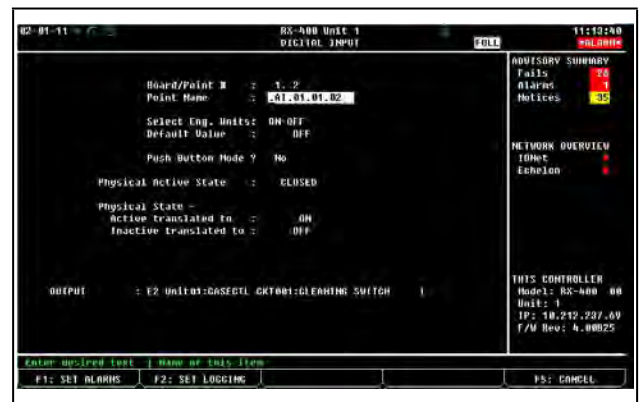 02-01-11
RX-400 Unit 1
11:13:40
DIGITAL INPUT
FULL
*ALARM*
ADVISORY SUMMARY
Fails 28
Alarms 1
Notices 35
Board/Point # : 1. 2
Point Name : .AI.01.01.02.
Select Eng. Units: ON-OFF
Default Value : OFF
NETWORK OVERVIEW
Push Button Mode ? No
IONet
Echelon
Physical Active State : CLOSED
Physical State -
Active translated to : ON
Inactive translated to : OFF
THIS CONTROLLER
OUTPUT : E2 Unit01:CASECTL CKT001:CLEANING SWITCH
Model: RX-400 00
Unit: 1
IP: 10.212.237.69
F/W Rev: 4.00B25
Enter desired text | Name of this item
F1: SET ALARMS
F2: SET LOGGING
F5: CANCEL